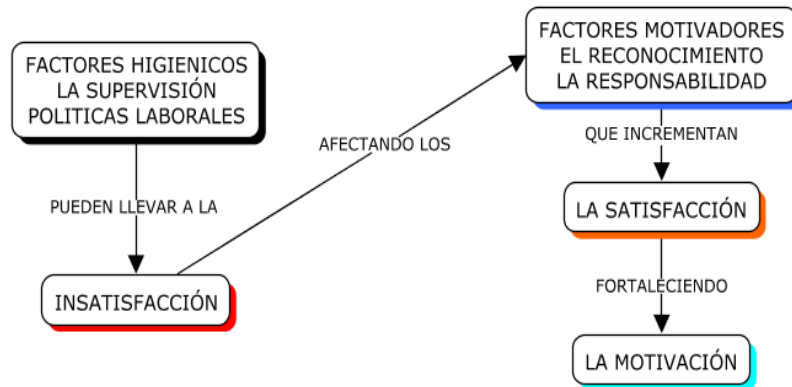 FACTORES HIGIENICOS
LA SUPERVISIÓN
POLITICAS LABORALES
PUEDEN LLEVAR A LA
INSATISFACCIÓN
AFECTANDO LOS
FACTORES MOTIVADORES
EL RECONOCIMIENTO
LA RESPONSABILIDAD
QUE INCREMENTAN
LA SATISFACCIÓN
FORTALECIENDO
LA MOTIVACIÓN